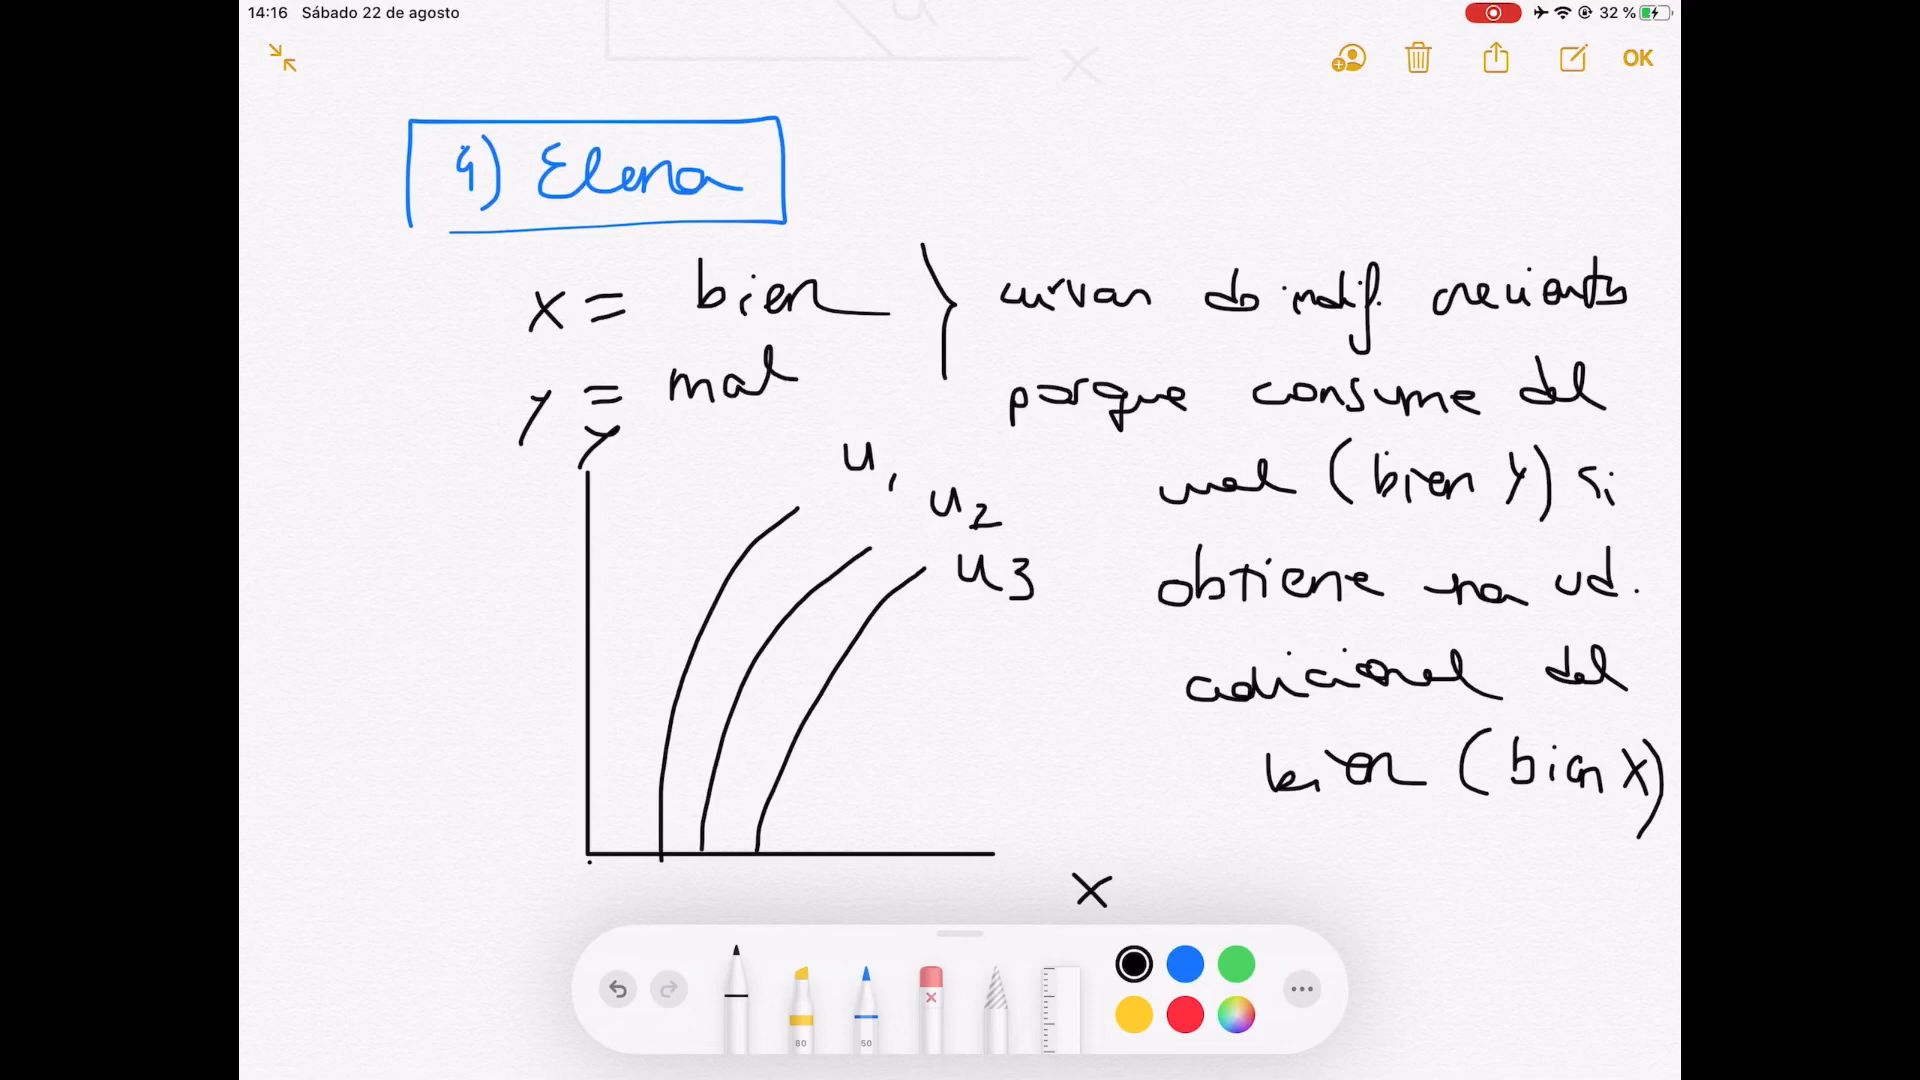 14:16 Sábado 22 de agosto
32 %
OK
u
x
4) Elena
x = bien } curvas de indif. crecientes
y = mal
porque consume del
mal (bien y) si
obtiene una ud.
adicional del
bien (bien x)
y
u1
u2
u3
x
80
50